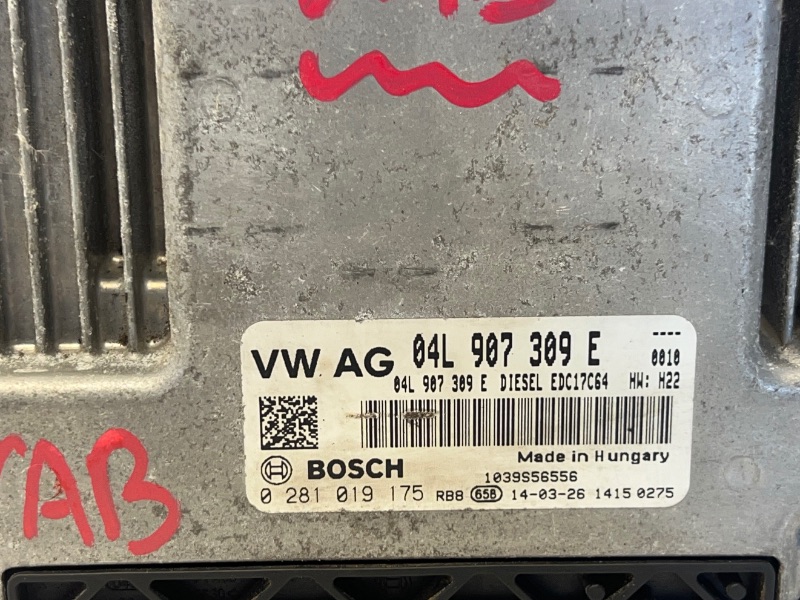 VW AG 04L 907 309 E ----
0010
04L 907 309 E DIESEL EDC17C64 HW: H22
Made in Hungary
BOSCH 1039S56556
0 281 019 175 RB8 658 14-03-26 1415 0275